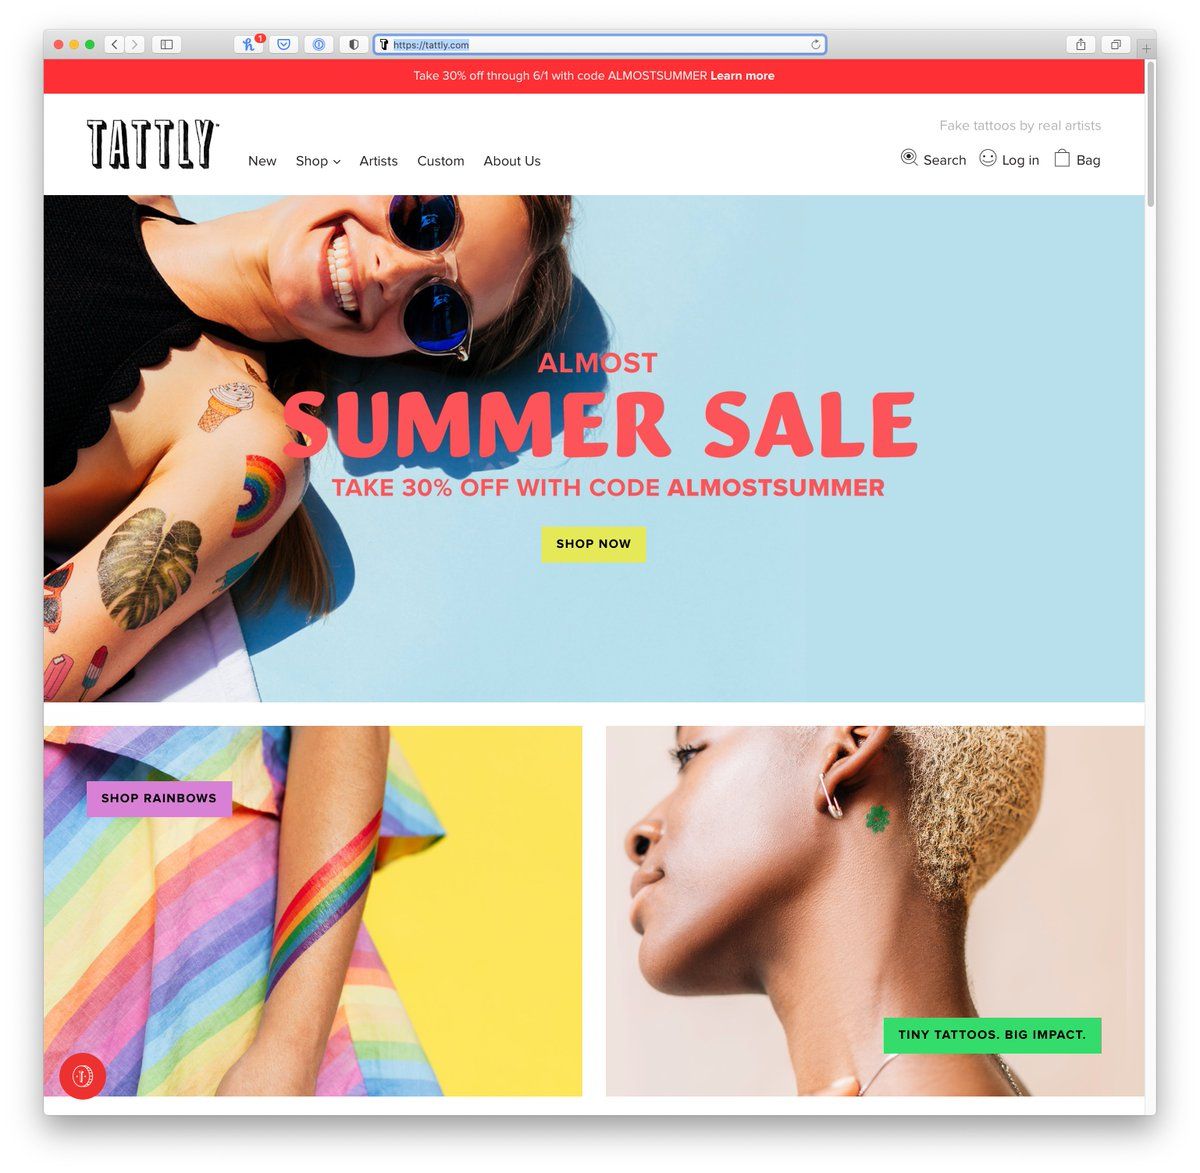 1
https://tattly.com
Take 30% off through 6/1 with code ALMOSTSUMMER Learn more
TATTLY™
Fake tattoos by real artists
New Shop Artists Custom About Us
Search Log in Bag
ALMOST
SUMMER SALE
TAKE 30% OFF WITH CODE ALMOSTSUMMER
SHOP NOW
SHOP RAINBOWS
TINY TATTOOS. BIG IMPACT.